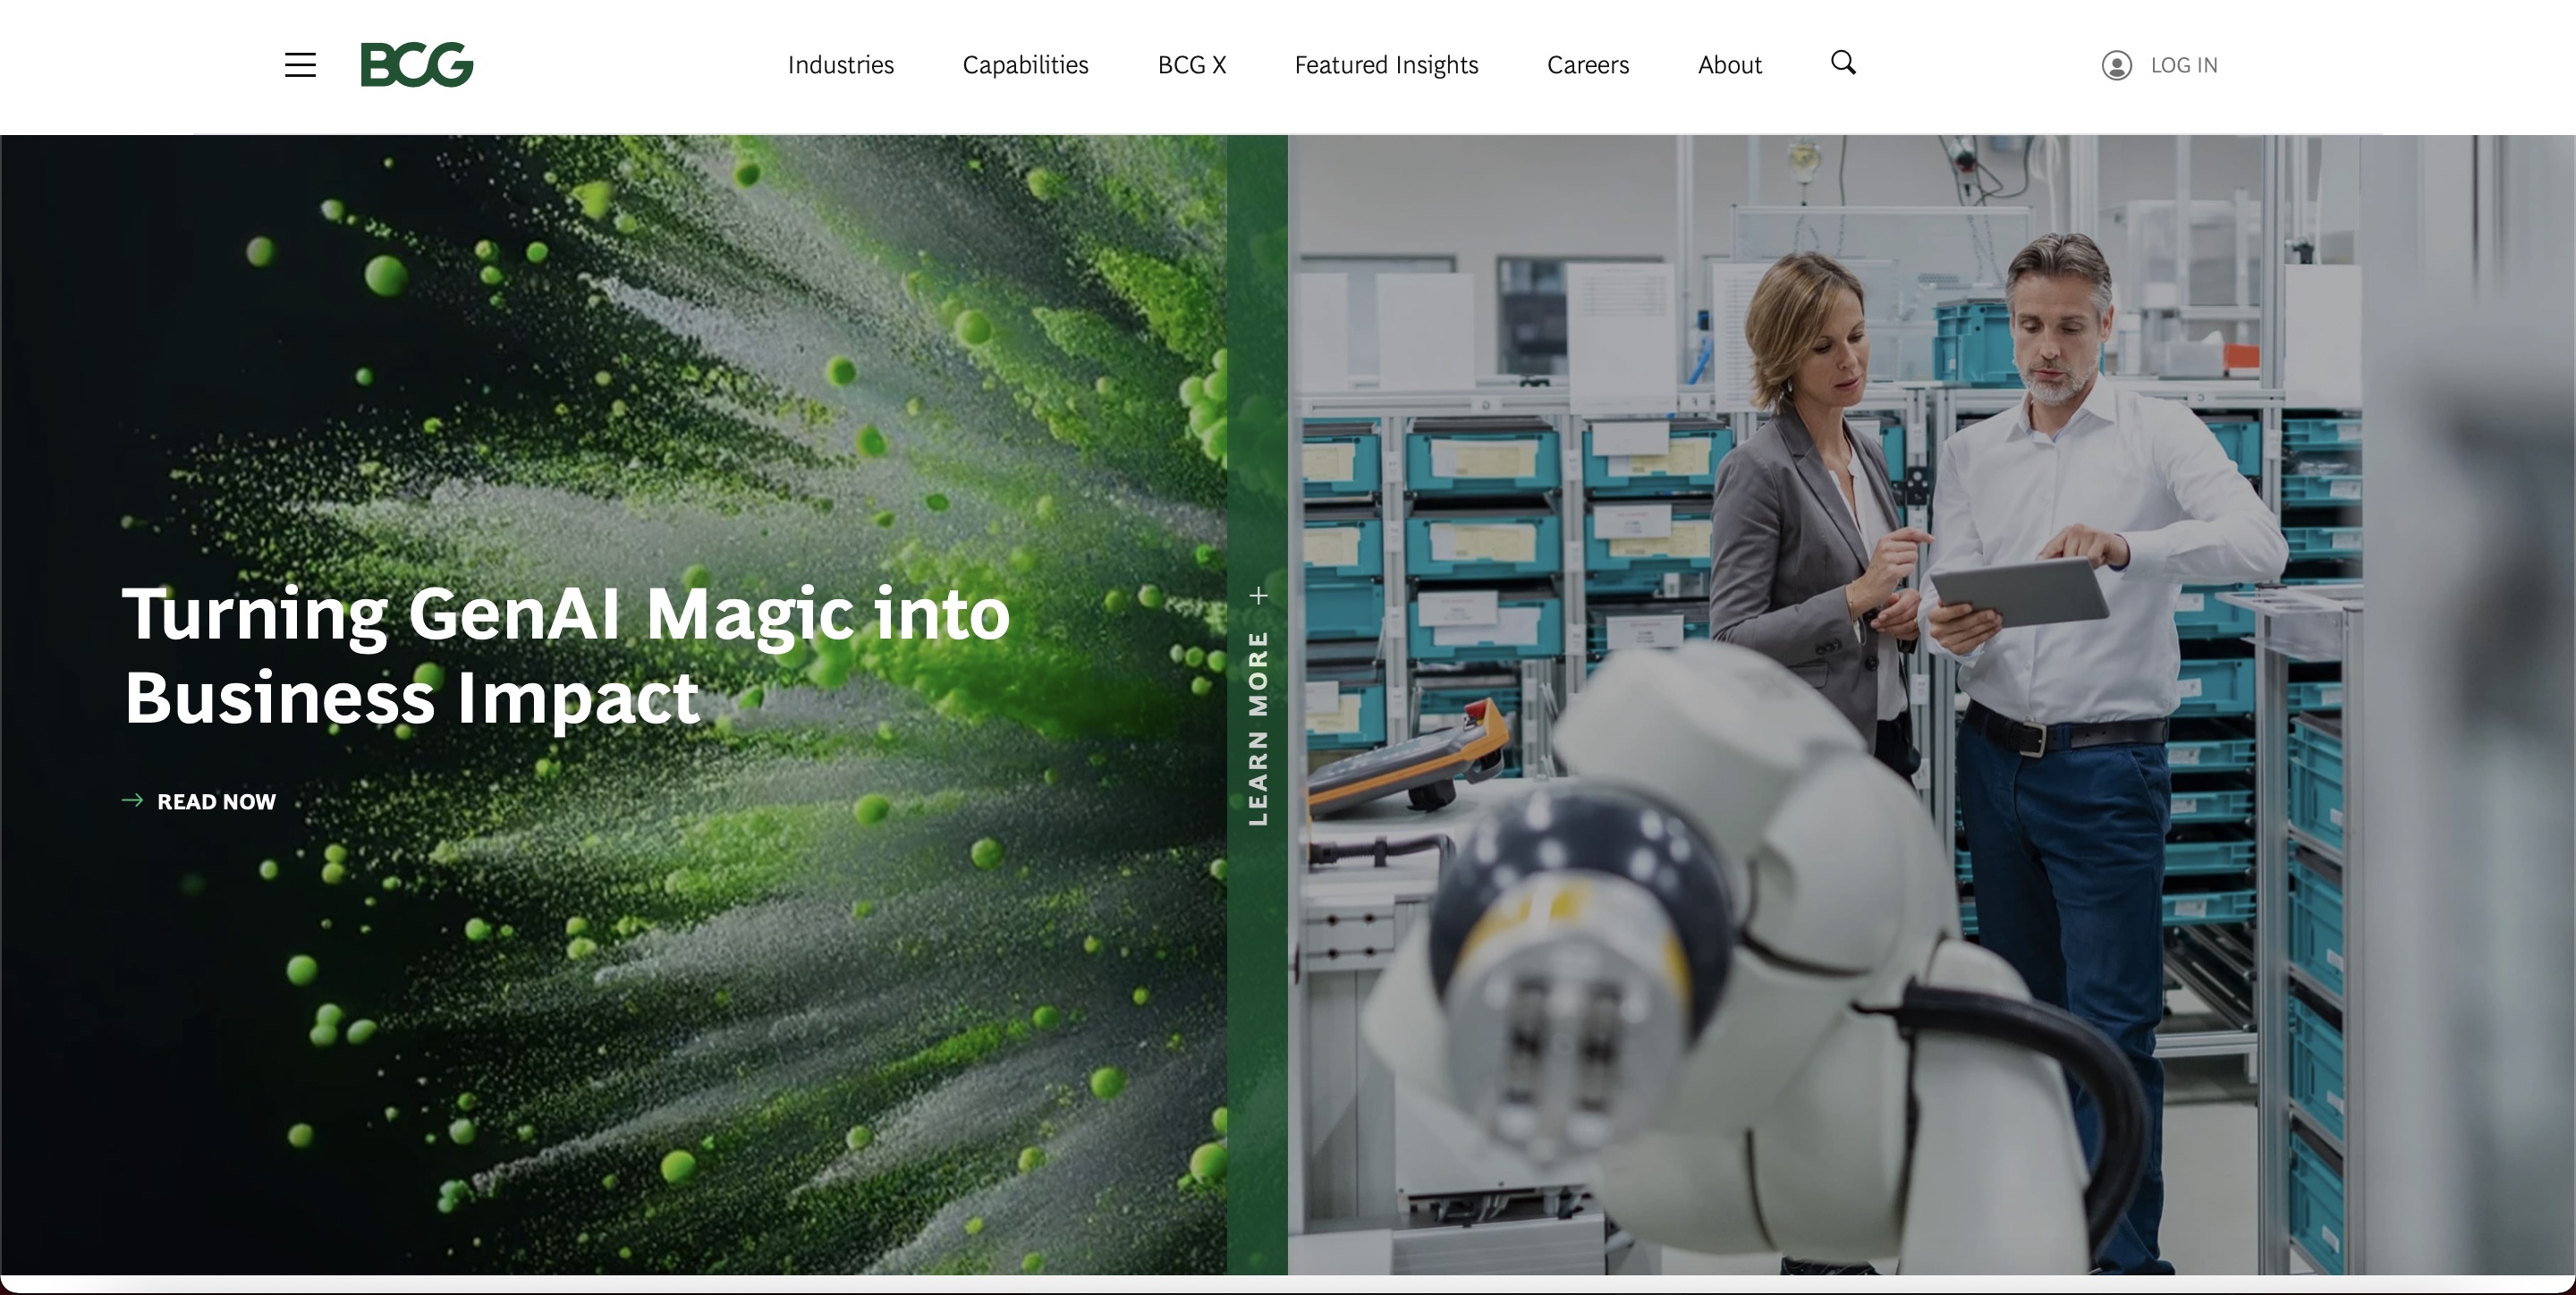 BCG
Industries
Capabilities
BCG X
Featured Insights
Careers
About
LOG IN
Turning GenAI Magic into
Business Impact
→ READ NOW
LEARN MORE +